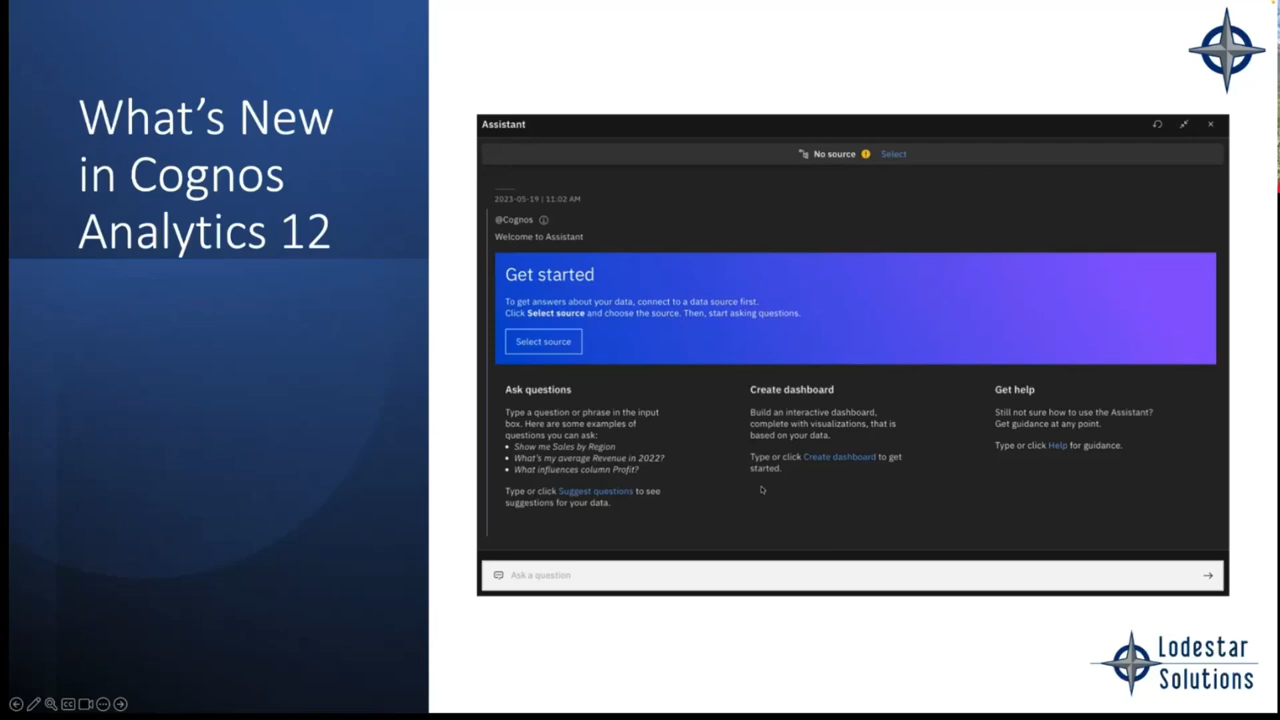 What's New
in Cognos
Analytics 12
Assistant
No source
Select
2023-05-19 | 11:02 AM
@Cognos
Welcome to Assistant
Get started
To get answers about your data, connect to a data source first.
Click Select source and choose the source. Then, start asking questions.
Select source
Ask questions
Type a question or phrase in the input
box. Here are some examples of
questions you can ask:
• Show me Sales by Region
• What's my average Revenue in 2022?
• What influences column Profit?
Type or click Suggest questions to see
suggestions for your data.
Create dashboard
Build an interactive dashboard,
complete with visualizations, that is
based on your data.
Type or click Create dashboard to get
started.
Get help
Still not sure how to use the Assistant?
Get guidance at any point.
Type or click Help for guidance.
Ask a question
Lodestar
Solutions